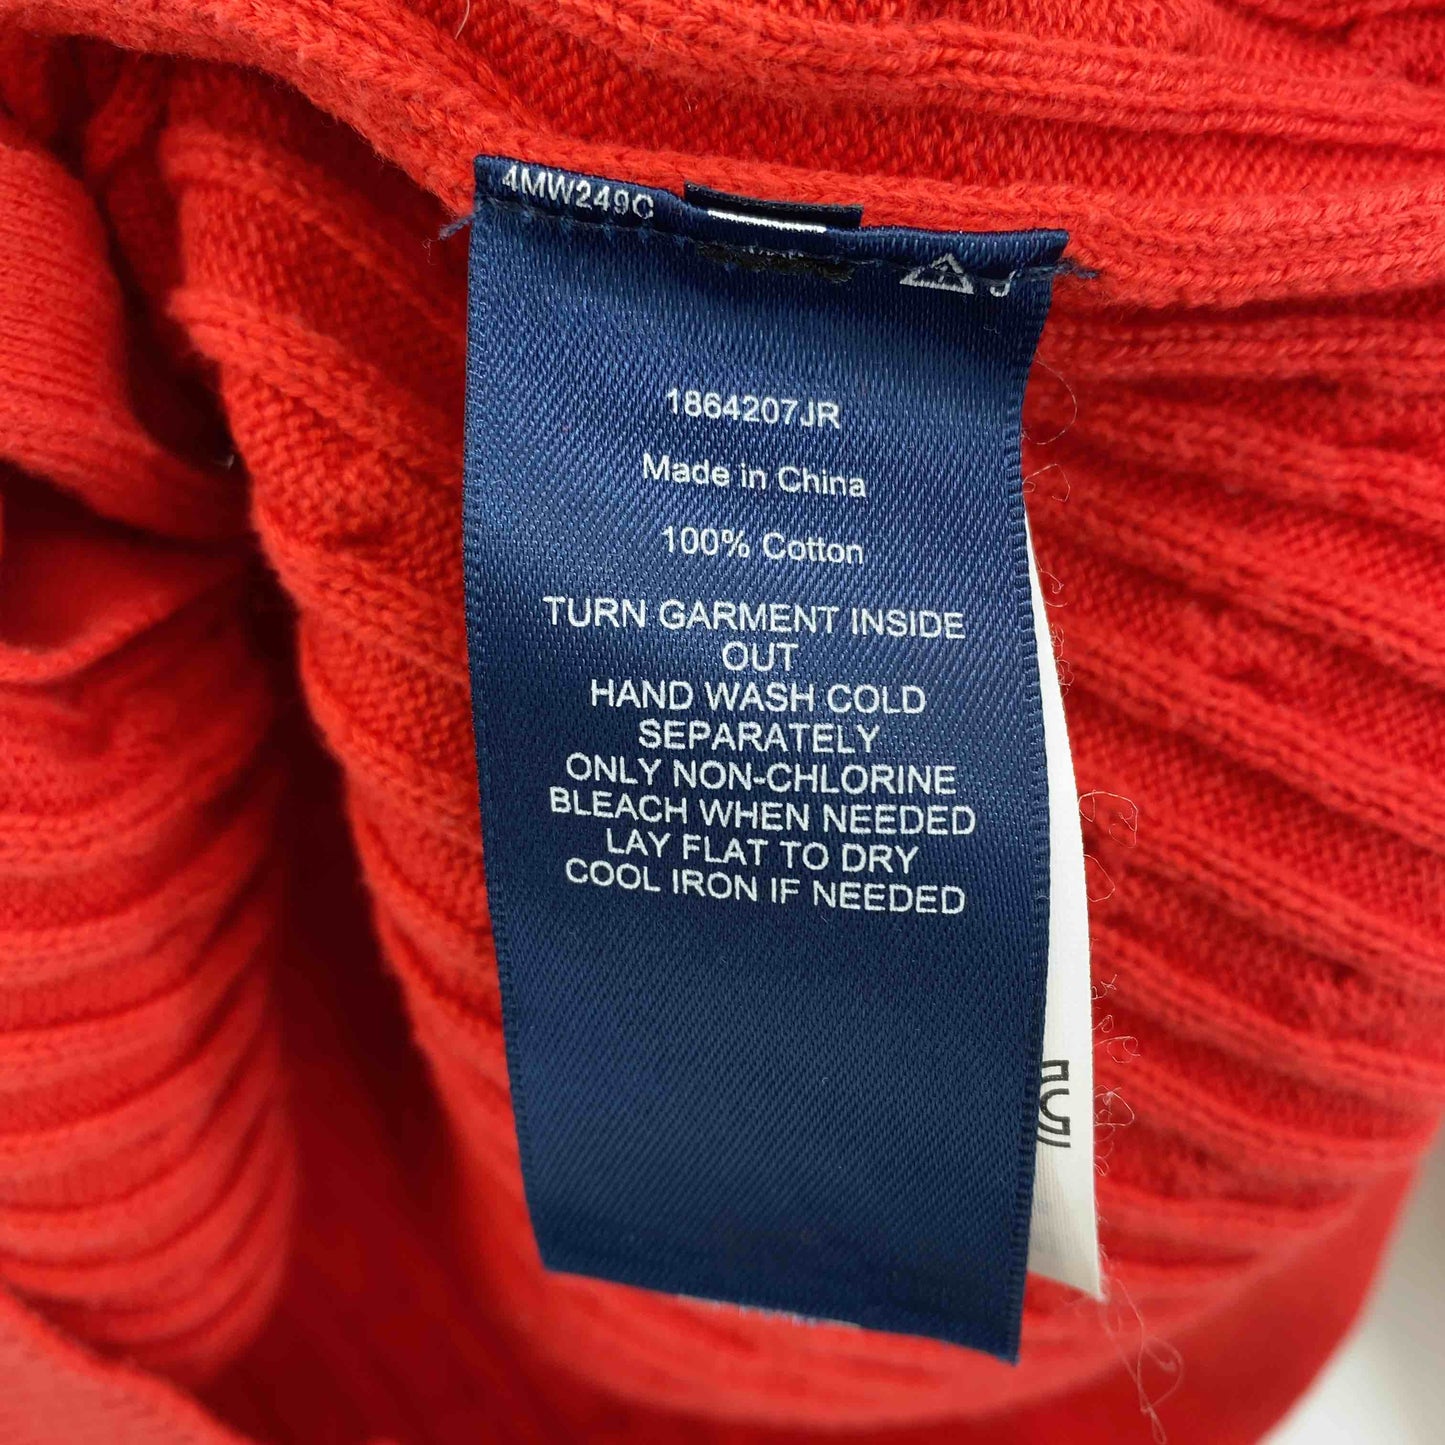 4MW249C
1864207JR
Made in China
100% Cotton
TURN GARMENT INSIDE
OUT
HAND WASH COLD
SEPARATELY
ONLY NON-CHLORINE
BLEACH WHEN NEEDED
LAY FLAT TO DRY
COOL IRON IF NEEDED